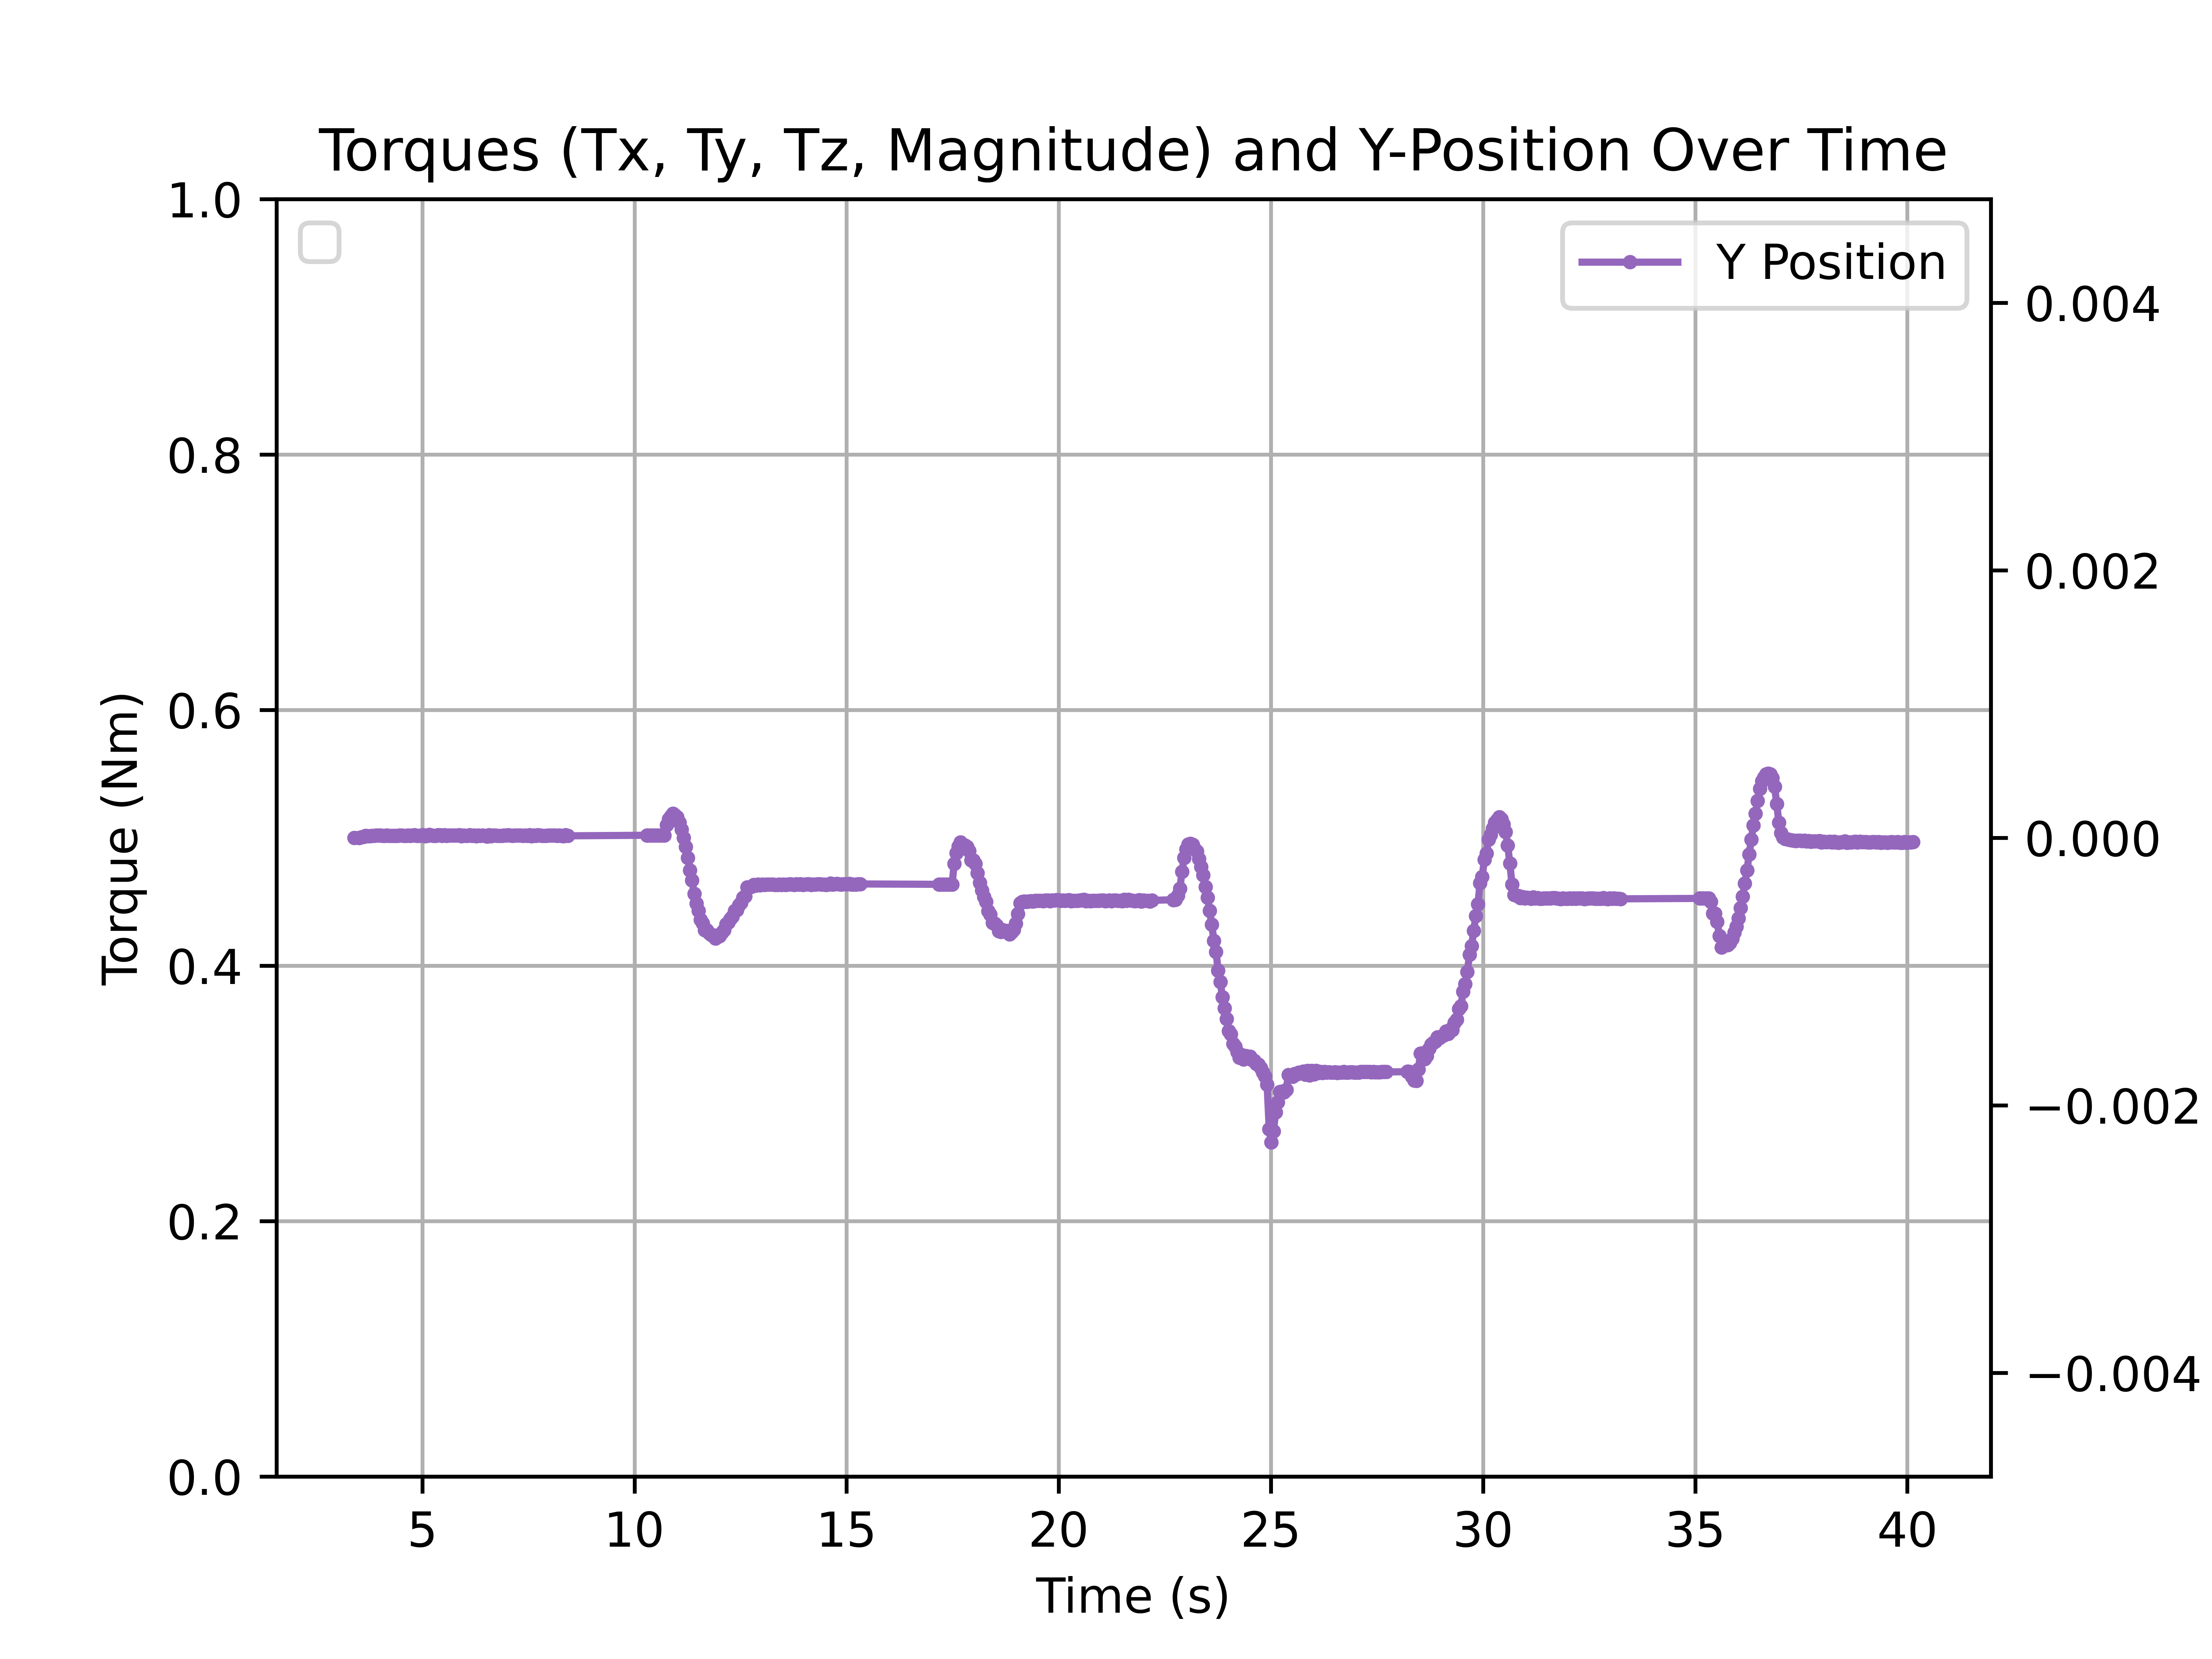 Torques (Tx, Ty, Tz, Magnitude) and Y-Position Over Time
Y Position
Torque (Nm)
1.0
0.8
0.6
0.4
0.2
0.0
0.004
0.002
0.000
−0.002
−0.004
5 10 15 20 25 30 35 40
Time (s)